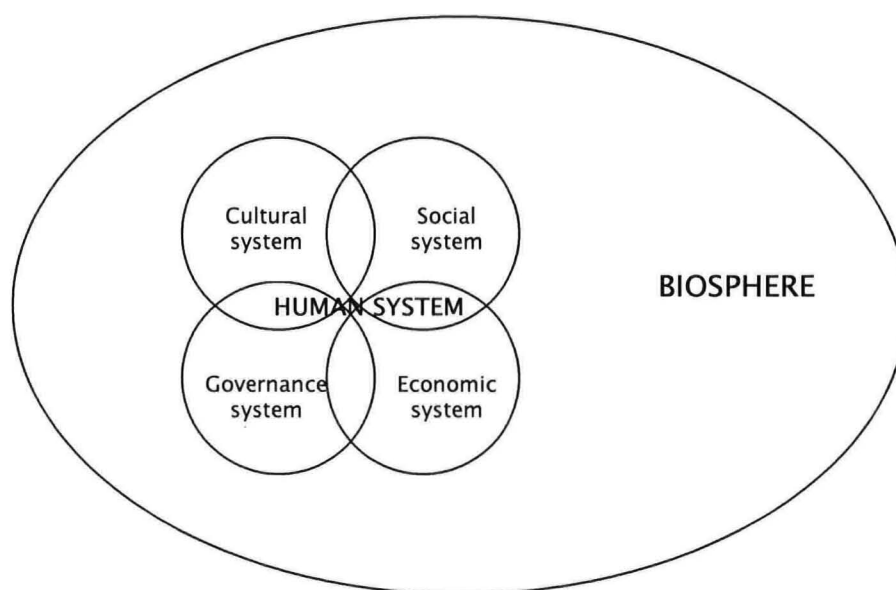 Cultural
system
Social
system
HUMAN SYSTEM
BIOSPHERE
Governance
system
Economic
system